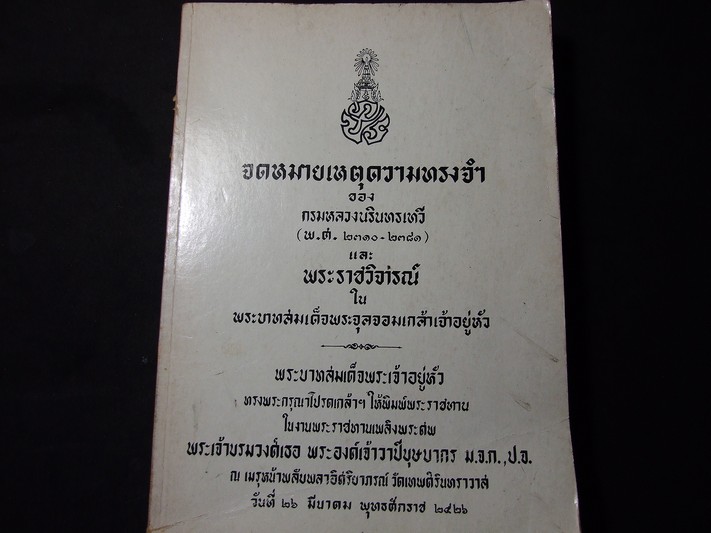 จดหมายเหตุความทรงจำ
ของ
กรมหลวงนรินทรเทวี
(พ.ศ. ๒๓๑๐-๒๓๘๑)
และ
พระราชวิจารณ์
ใน
พระบาทสมเด็จพระจุลจอมเกล้าเจ้าอยู่หัว
พระบาทสมเด็จพระเจ้าอยู่หัว
ทรงพระกรุณาโปรดเกล้าฯ ให้พิมพ์พระราชทาน
ในงานพระราชทานเพลิงพระศพ
พระเจ้าบรมวงศ์เธอ พระองค์เจ้าวาปีบุษบากร ม.จ.ก.,ป.จ.
ณ เมรุหน้าพลับพลาอิศริยาภรณ์ วัดเทพศิรินทราวาส
วันที่ ๒๖ มีนาคม พุทธศักราช ๒๕๒๖